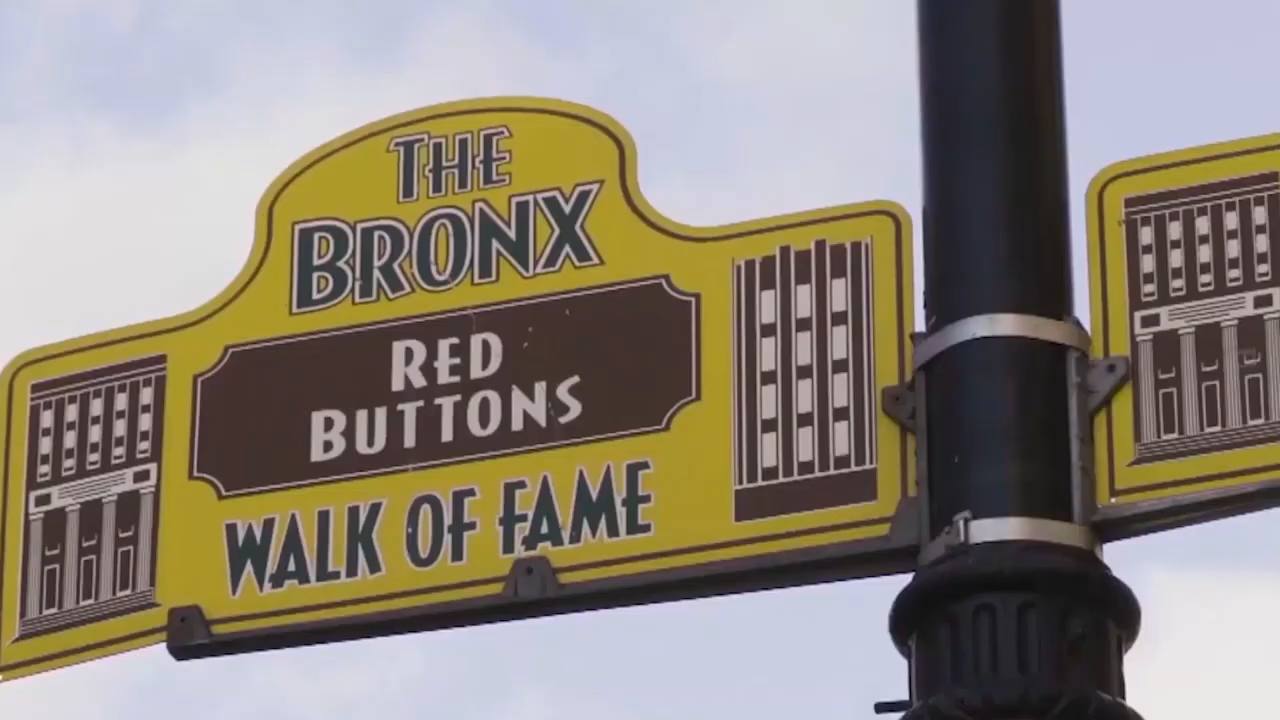 THE
BRONX
RED
BUTTONS
WALK OF FAME